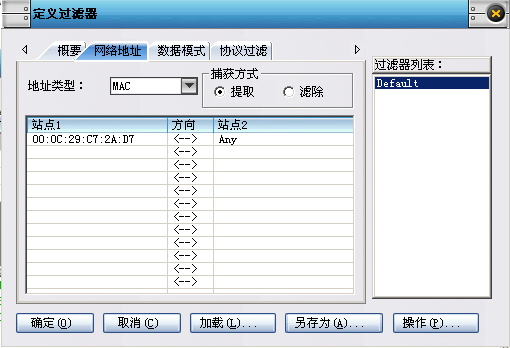 定义过滤器
概要 网络地址 数据模式 协议过滤
过滤器列表：
地址类型： MAC
捕获方式
提取 滤除
Default
站点1 方向 站点2
00:0C:29:C7:2A:D7 <--> Any
<-->
<-->
<-->
<-->
<-->
<-->
<-->
<-->
<-->
<-->
<-->
确定(O) 取消(C) 加载(L)... 另存为(A)... 操作(P)...